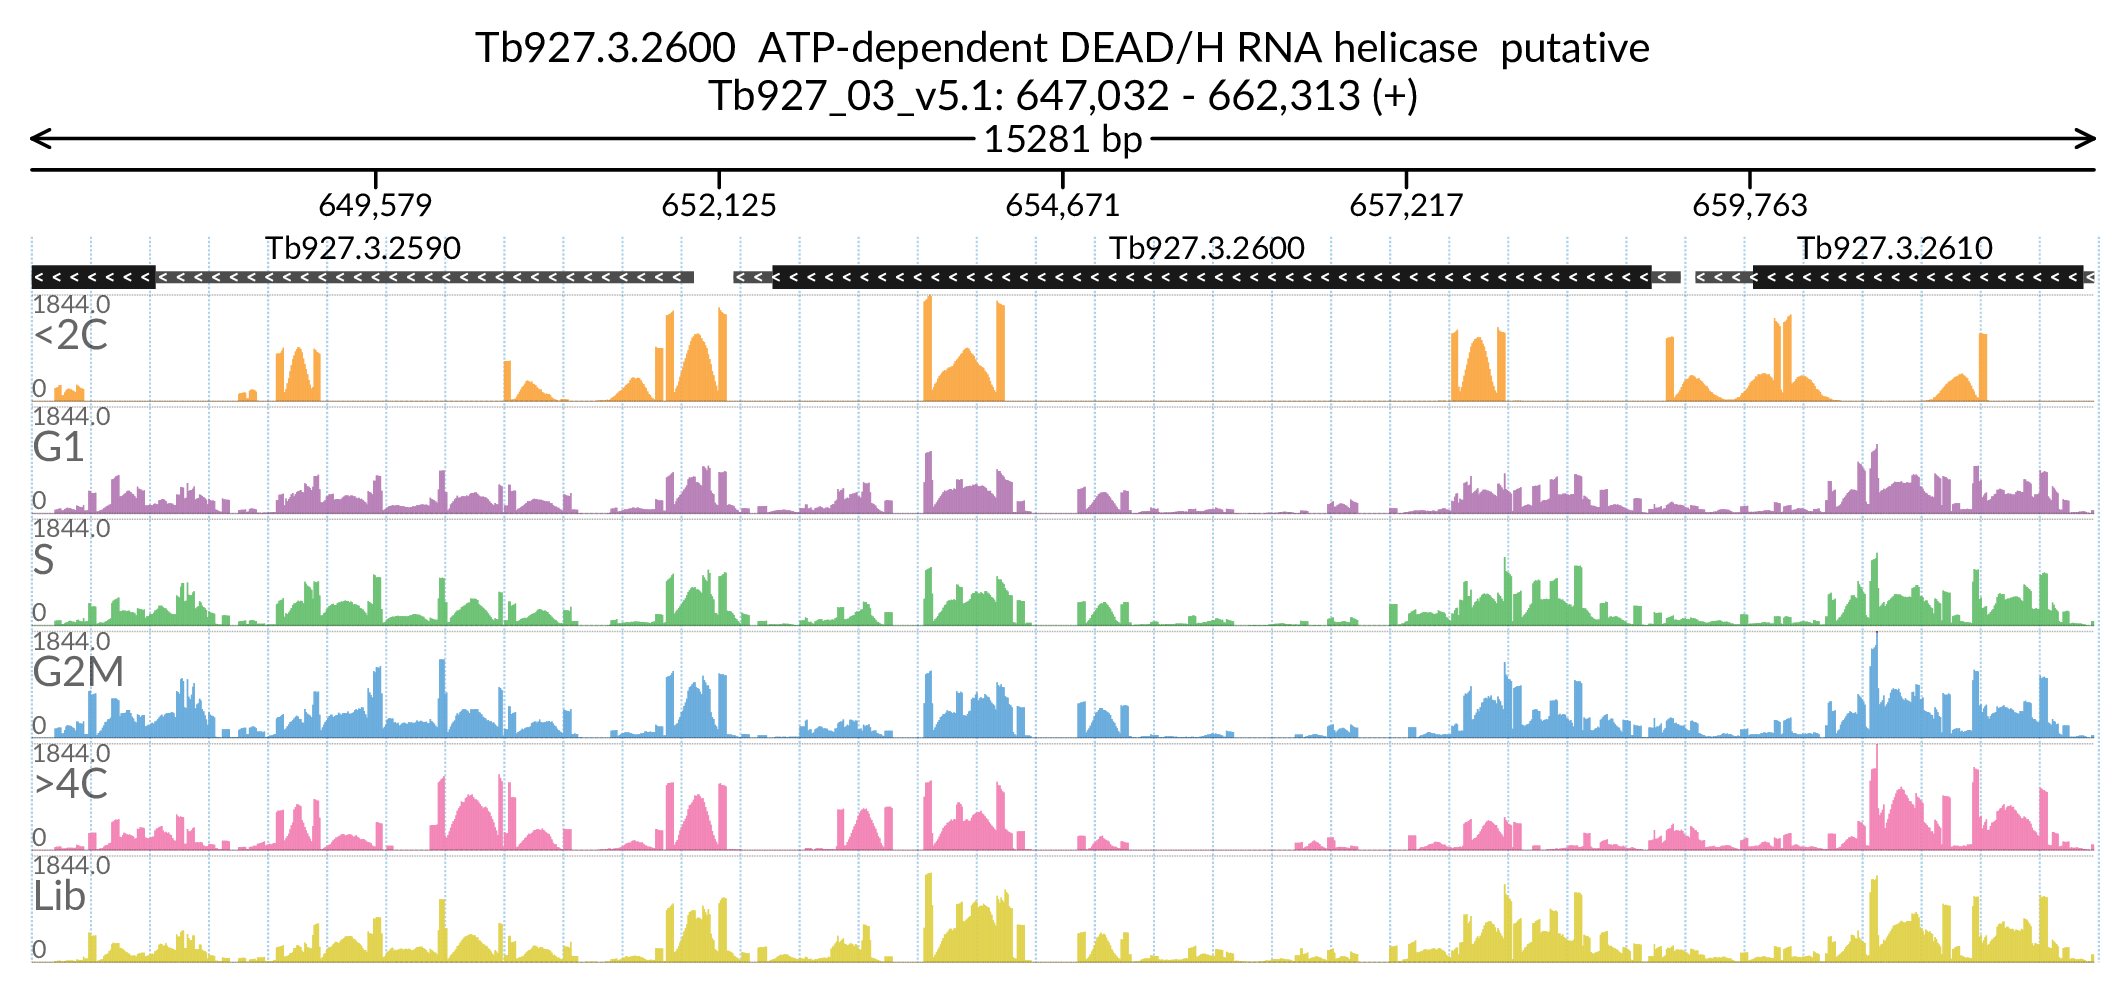 Tb927.3.2600  ATP-dependent DEAD/H RNA helicase  putative
Tb927_03_v5.1: 647,032 - 662,313 (+)
15281 bp
649,579 652,125 654,671 657,217 659,763
Tb927.3.2590 Tb927.3.2600 Tb927.3.2610
1844.0
<2C
0
1844.0
G1
0
1844.0
S
0
1844.0
G2M
0
1844.0
>4C
0
1844.0
Lib
0